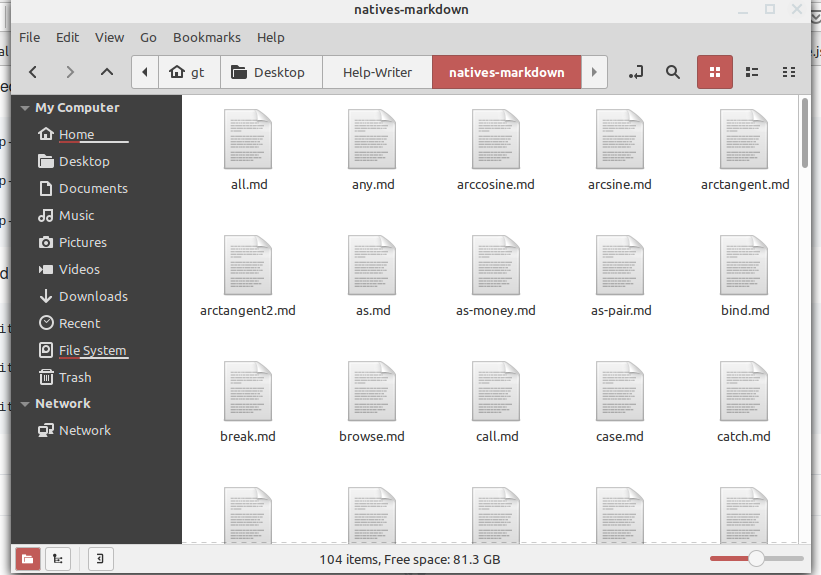 natives-markdown
File Edit View Go Bookmarks Help
gt Desktop Help-Writer natives-markdown
My Computer
Home
Desktop
Documents
Music
Pictures
Videos
Downloads
Recent
File System
Trash
Network
Network
all.md any.md arccosine.md arcsine.md arctangent.md
arctangent2.md as.md as-money.md as-pair.md bind.md
break.md browse.md call.md case.md catch.md
104 items, Free space: 81.3 GB